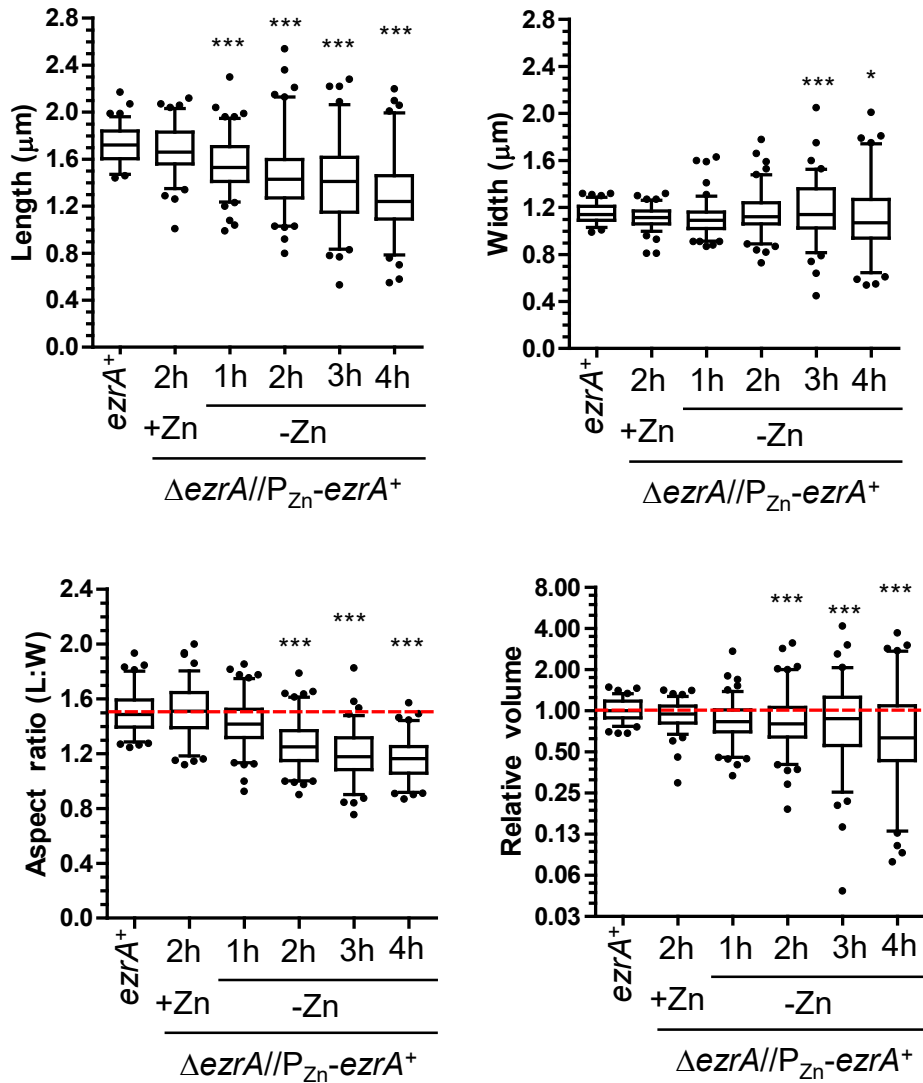 2.8
2.4
2.0
1.6
1.2
0.8
0.4
0.0
Length (μm)
*** *** *** ***
ezrA+ 2h 1h 2h 3h 4h
+Zn -Zn
ΔezrA//PZn-ezrA+
2.8
2.4
2.0
1.6
1.2
0.8
0.4
0.0
Width (μm)
*** *
ezrA+ 2h 1h 2h 3h 4h
+Zn -Zn
ΔezrA//PZn-ezrA+
2.4
2.0
1.6
1.2
0.8
0.4
0.0
Aspect ratio (L:W)
*** *** ***
ezrA+ 2h 1h 2h 3h 4h
+Zn -Zn
ΔezrA//PZn-ezrA+
8.00
4.00
2.00
1.00
0.50
0.25
0.13
0.06
0.03
Relative volume
*** *** ***
ezrA+ 2h 1h 2h 3h 4h
+Zn -Zn
ΔezrA//PZn-ezrA+